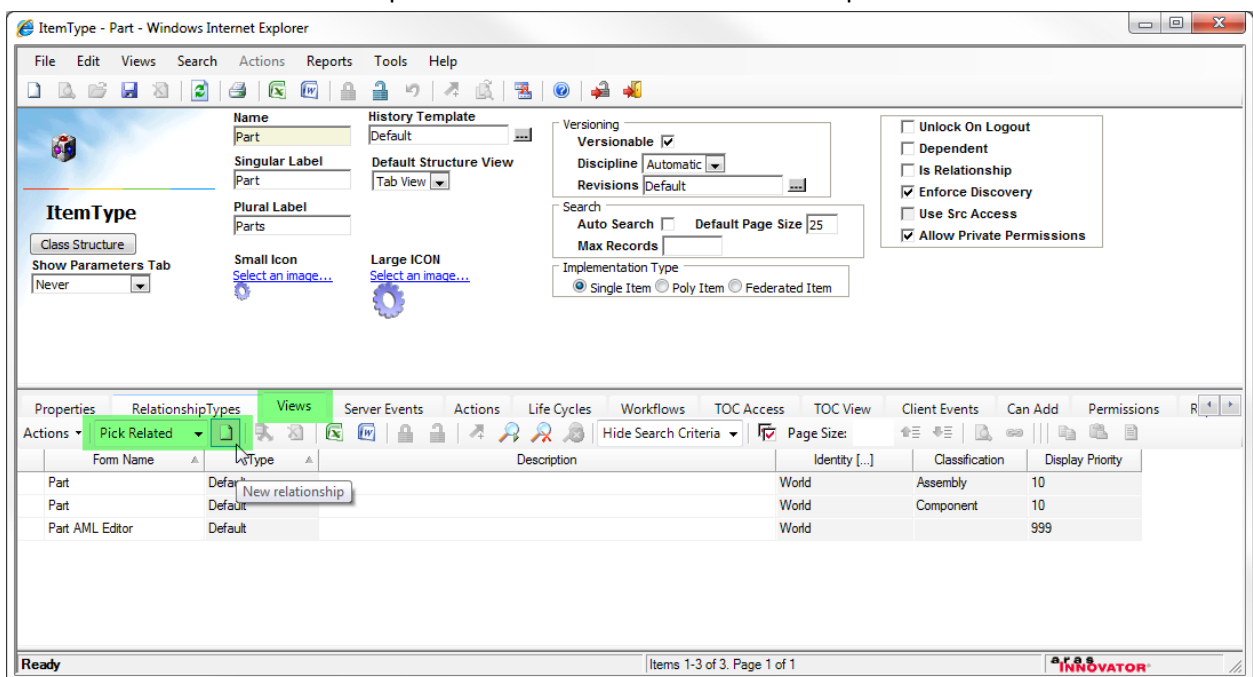 ItemType - Part - Windows Internet Explorer
File Edit Views Search Actions Reports Tools Help
Name History Template Versioning Unlock On Logout
Part Default ... Versionable Dependent
Singular Label Default Structure View Discipline Automatic Is Relationship
Part Tab View Revisions Default ... Enforce Discovery
ItemType Plural Label Search Use Src Access
Parts Auto Search Default Page Size 25 Allow Private Permissions
Class Structure Max Records
Show Parameters Tab Small Icon Large ICON Implementation Type
Never Select an image... Select an image... Single Item Poly Item Federated Item
Properties RelationshipTypes Views Server Events Actions Life Cycles Workflows TOC Access TOC View Client Events Can Add Permissions R
Actions Pick Related Hide Search Criteria Page Size:
Form Name Type Description Identity [...] Classification Display Priority
Part World Assembly 10
New relationship
Part Default World Component 10
Part AML Editor Default World 999
Ready Items 1-3 of 3. Page 1 of 1 aras INNOVATOR